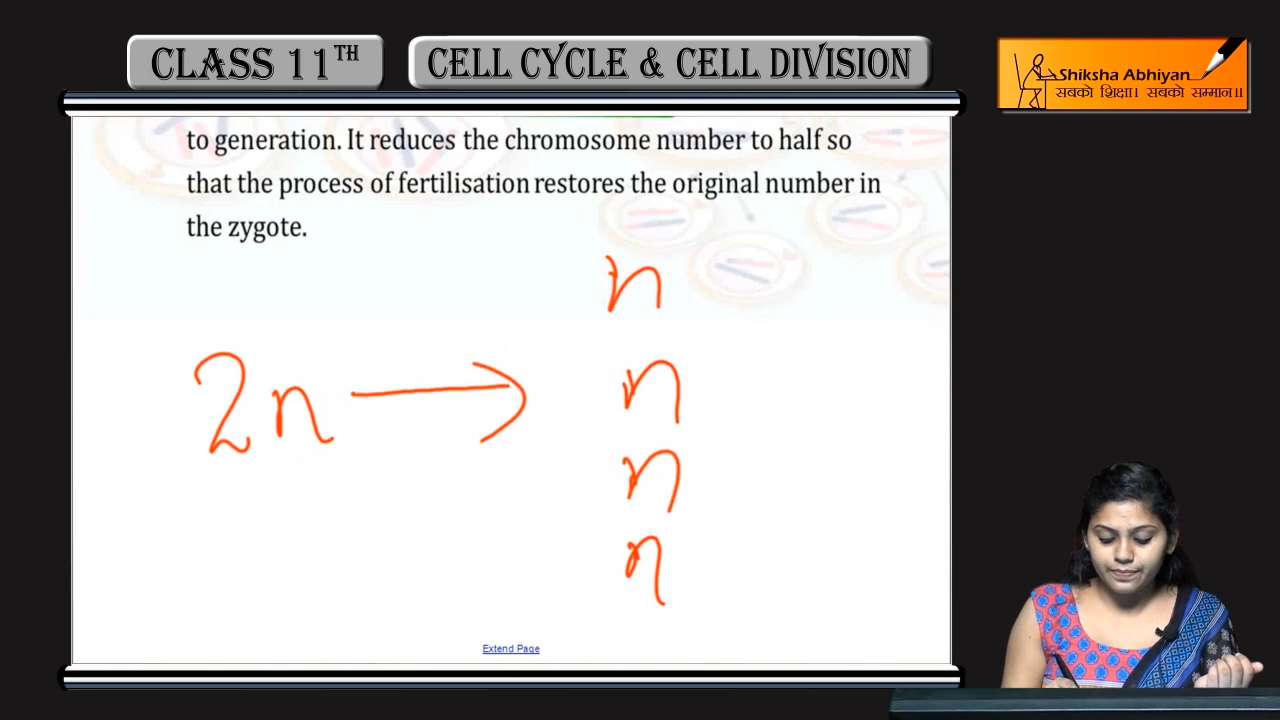 CLASS 11TH
CELL CYCLE & CELL DIVISION
Shiksha Abhiyan
सबको शिक्षा। सबको सम्मान॥
to generation. It reduces the chromosome number to half so
that the process of fertilisation restores the original number in
the zygote.
n
2n → n
n
n
Extend Page